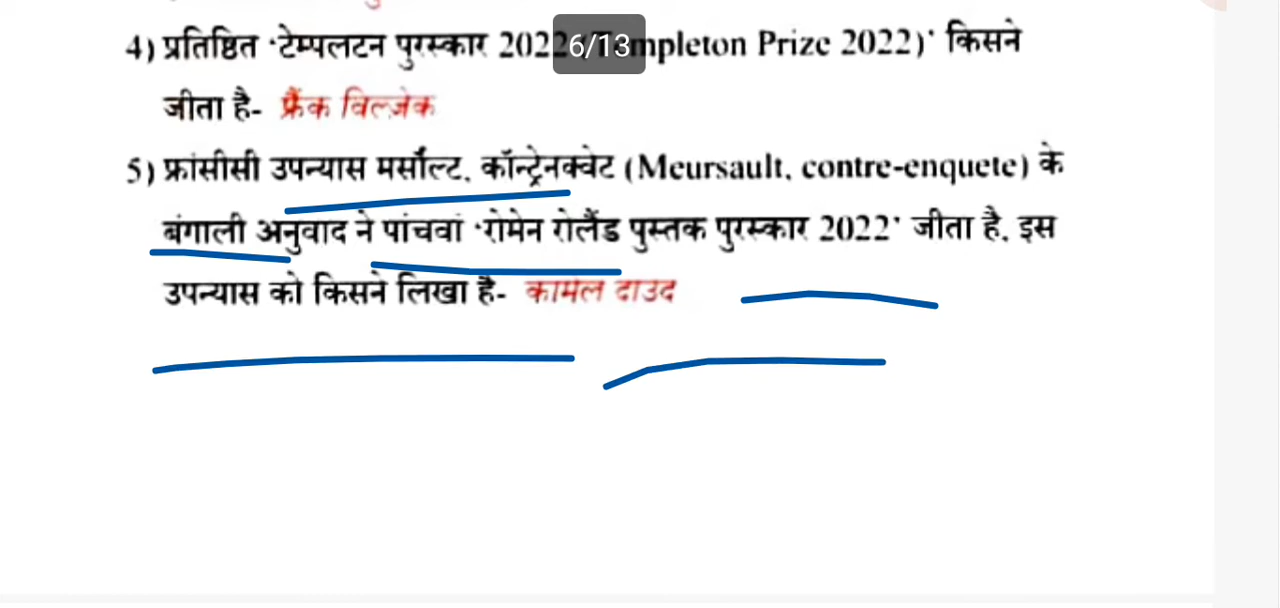 4) प्रतिष्ठित 'टेम्पलटन पुरस्कार 2022 mpleton Prize 2022)' किसने
6/13
जीता है- फ्रैंक विल्जेक
5) फ्रांसीसी उपन्यास मर्सौल्ट, कॉन्ट्रेनक्वेट (Meursault, contre-enquete) के
बंगाली अनुवाद ने पांचवां 'रोमेन रोलैंड पुस्तक पुरस्कार 2022' जीता है, इस
उपन्यास को किसने लिखा है- कामेल दाउद